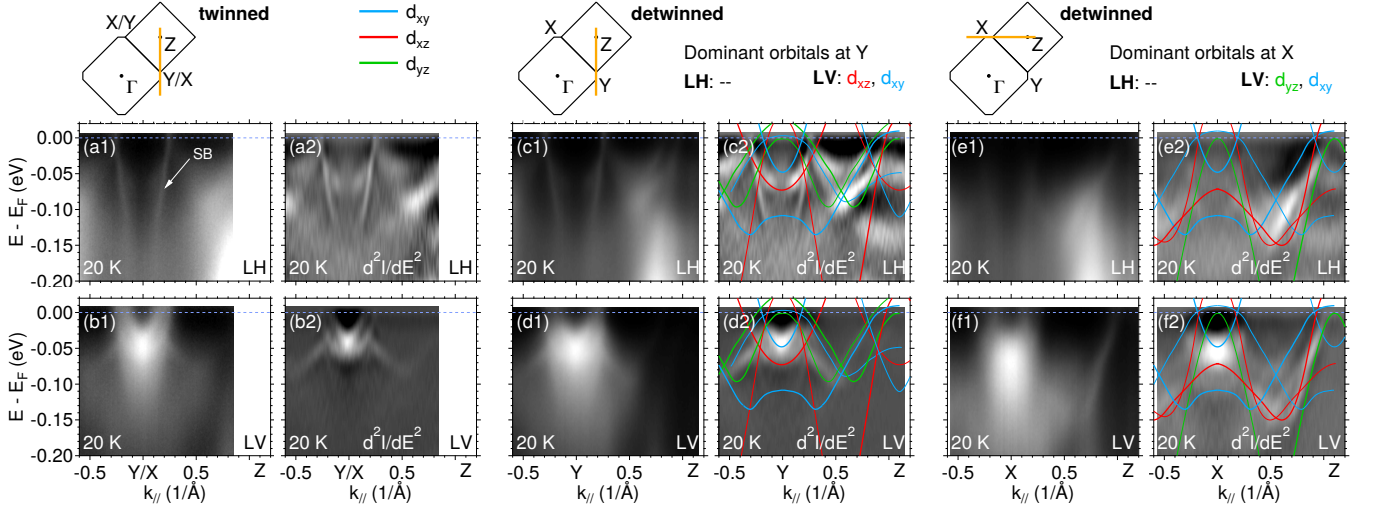 twinned
X/Y
Z
Γ
Y/X
d_xy
d_xz
d_yz
detwinned
X
Z
Γ
Y
Dominant orbitals at Y
LH: -- LV: d_xz, d_xy
detwinned
X
Z
Γ
Y
Dominant orbitals at X
LH: -- LV: d_yz, d_xy
E - E_F (eV)
0.00
-0.05
-0.10
-0.15
-0.20
(a1)
SB
20 K LH
(a2)
20 K d²I/dE² LH
(c1)
20 K LH
(c2)
20 K d²I/dE² LH
(e1)
20 K LH
(e2)
20 K d²I/dE² LH
E - E_F (eV)
0.00
-0.05
-0.10
-0.15
-0.20
(b1)
20 K LV
(b2)
20 K d²I/dE² LV
(d1)
20 K LV
(d2)
20 K d²I/dE² LV
(f1)
20 K LV
(f2)
20 K d²I/dE² LV
-0.5 Y/X 0.5 Z
k_// (1/Å)
-0.5 Y/X 0.5 Z
k_// (1/Å)
-0.5 Y 0.5 Z
k_// (1/Å)
-0.5 Y 0.5 Z
k_// (1/Å)
-0.5 X 0.5 Z
k_// (1/Å)
-0.5 X 0.5 Z
k_// (1/Å)